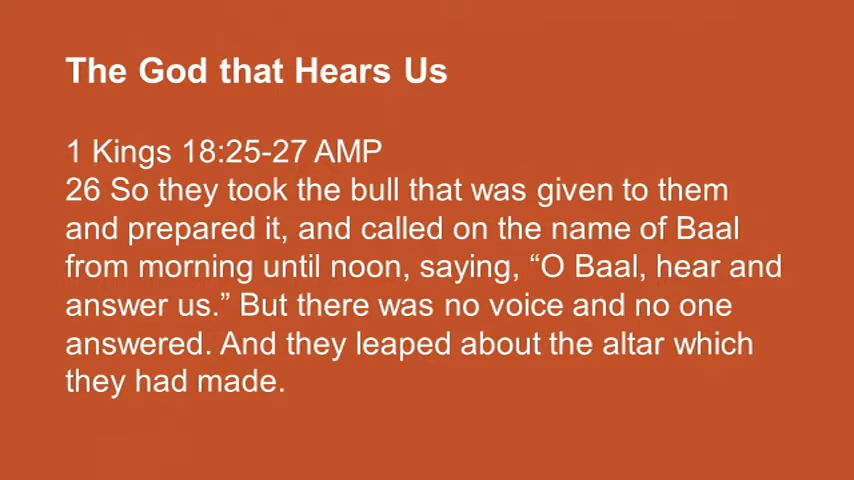 The God that Hears Us
1 Kings 18:25-27 AMP
26 So they took the bull that was given to them
and prepared it, and called on the name of Baal
from morning until noon, saying, “O Baal, hear and
answer us.” But there was no voice and no one
answered. And they leaped about the altar which
they had made.